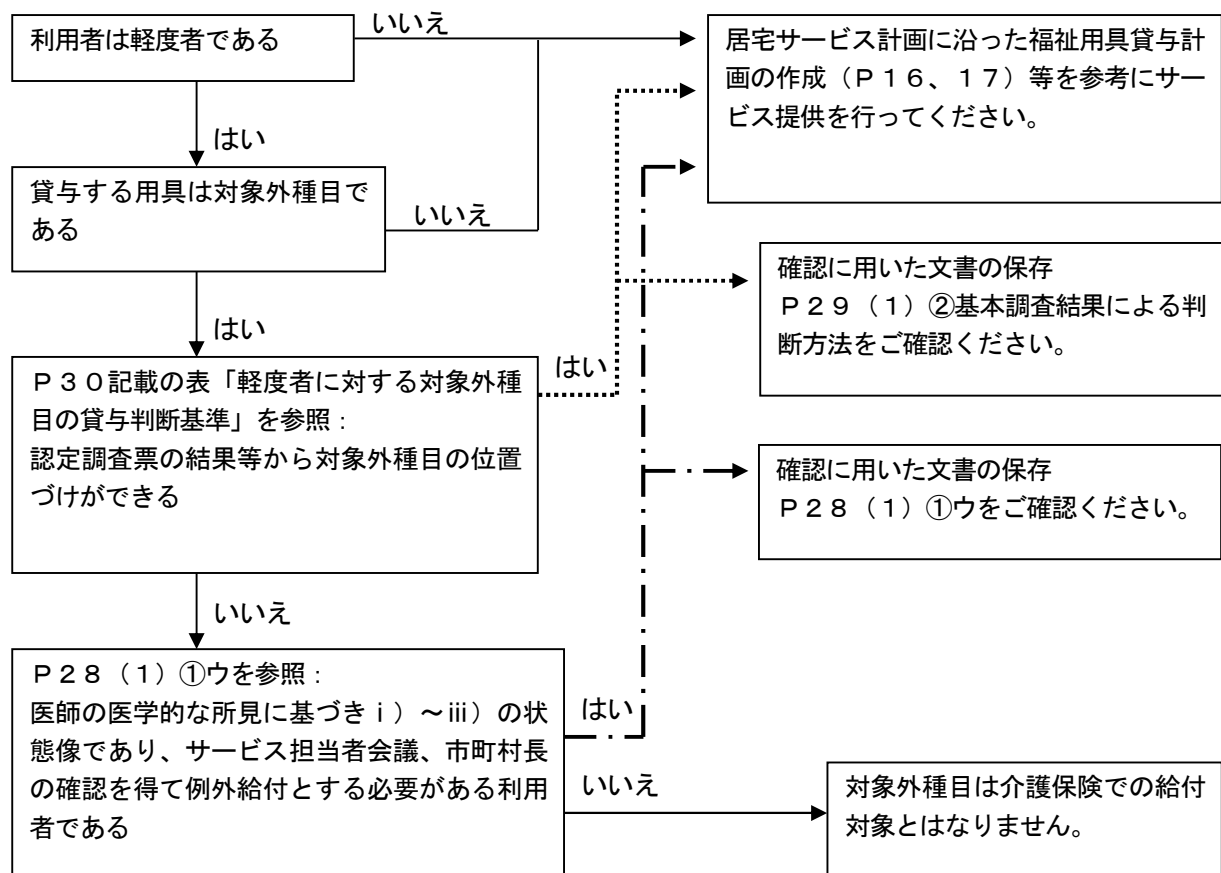 利用者は軽度者である
いいえ
居宅サービス計画に沿った福祉用具貸与計
画の作成（Ｐ１６、１７）等を参考にサー
ビス提供を行ってください。
はい
貸与する用具は対象外種目で
ある
いいえ
確認に用いた文書の保存
Ｐ２９（１）②基本調査結果による判
断方法をご確認ください。
はい
Ｐ３０記載の表「軽度者に対する対象外種
目の貸与判断基準」を参照：
認定調査票の結果等から対象外種目の位置
づけができる
はい
確認に用いた文書の保存
Ｐ２８（１）①ウをご確認ください。
いいえ
Ｐ２８（１）①ウを参照：
医師の医学的な所見に基づきⅰ）～ⅲ）の状
態像であり、サービス担当者会議、市町村長
の確認を得て例外給付とする必要がある利用
者である
はい
いいえ
対象外種目は介護保険での給付
対象とはなりません。